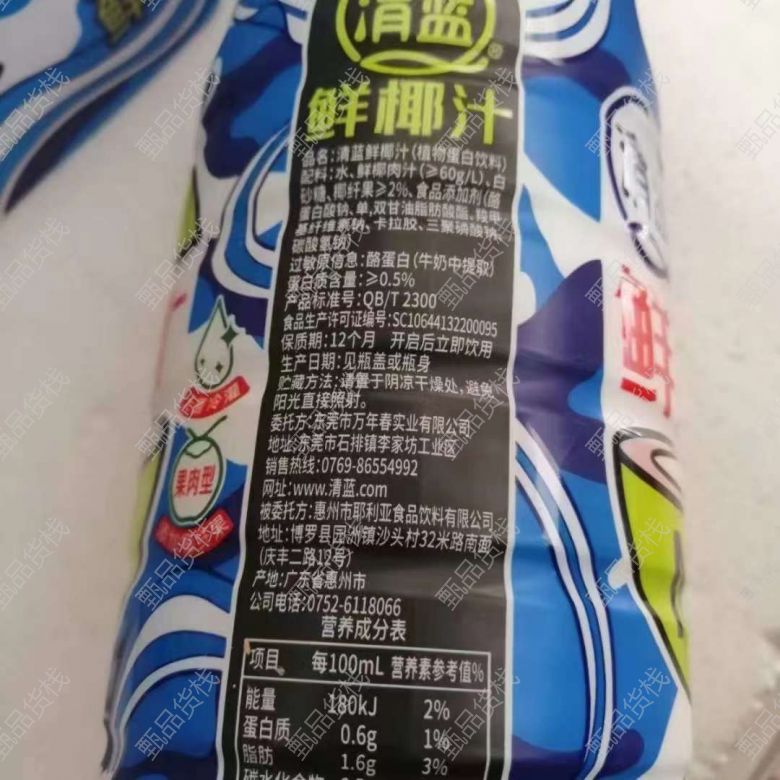 清蓝®
鲜椰汁
品名：清蓝鲜椰汁(植物蛋白饮料)
配料：水、鲜椰肉汁(≥60g/L)、白
砂糖、椰纤果≥2%、食品添加剂(酪
蛋白酸钠、单,双甘油脂肪酸酯、羧甲
基纤维素钠、卡拉胶、三聚磷酸钠、
碳酸氢钠)
过敏原信息：酪蛋白(牛奶中提取)
蛋白质含量：≥0.5%
产品标准号：QB/T 2300
食品生产许可证编号：SC10644132200095
保质期：12个月 开启后立即饮用
生产日期：见瓶盖或瓶身
贮藏方法：请置于阴凉干燥处，避免
阳光直接照射。
委托方：东莞市万年春实业有限公司
地址：东莞市石排镇李家坊工业区
销售热线：0769-86554992
网址：www.清蓝.com
被委托方：惠州市耶利亚食品饮料有限公司
地址：博罗县园洲镇沙头村32米路南面
(庆丰二路12号)
产地：广东省惠州市
公司电话：0752-6118066
营养成分表
项目 每100mL 营养素参考值%
能量 180kJ 2%
蛋白质 0.6g 1%
脂肪 1.6g 3%
碳水化合物
果肉型
鲜
甄品货栈